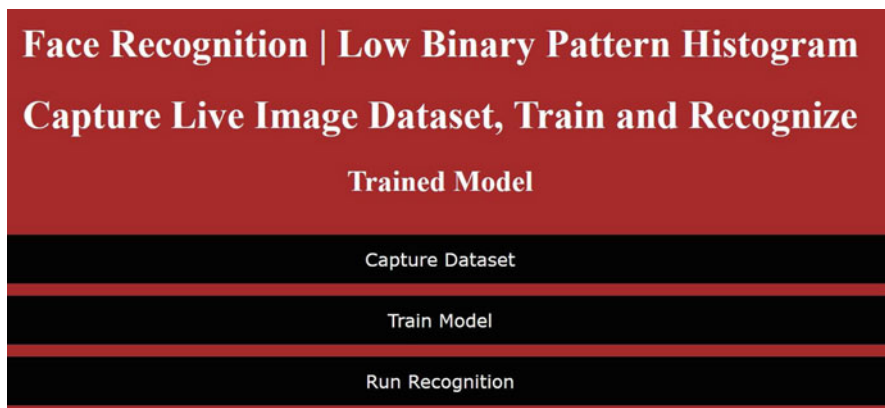 Face Recognition | Low Binary Pattern Histogram
Capture Live Image Dataset, Train and Recognize
Trained Model
Capture Dataset
Train Model
Run Recognition